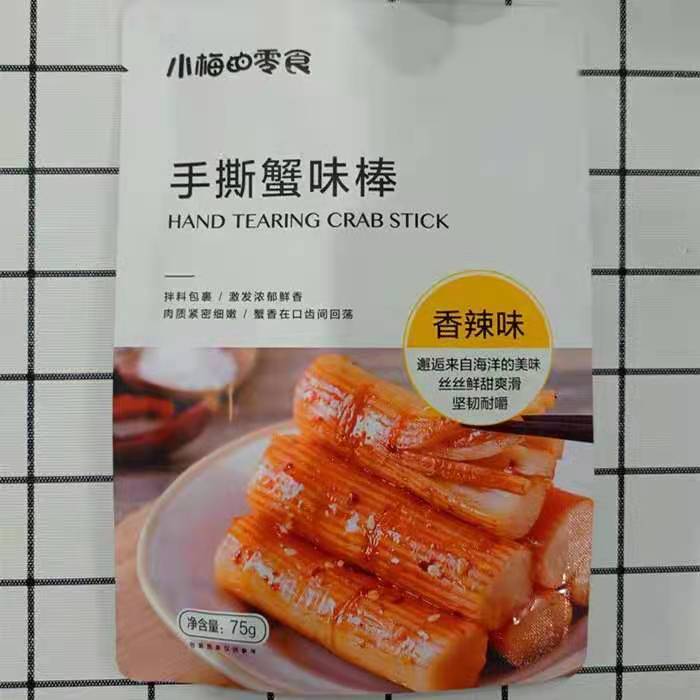 小梅的零食
手撕蟹味棒
HAND TEARING CRAB STICK
拌料包裹 / 激发浓郁鲜香
肉质紧密细嫩 / 蟹香在口齿间回荡
香辣味
邂逅来自海洋的美味
丝丝鲜甜爽滑
坚韧耐嚼
净含量: 75g